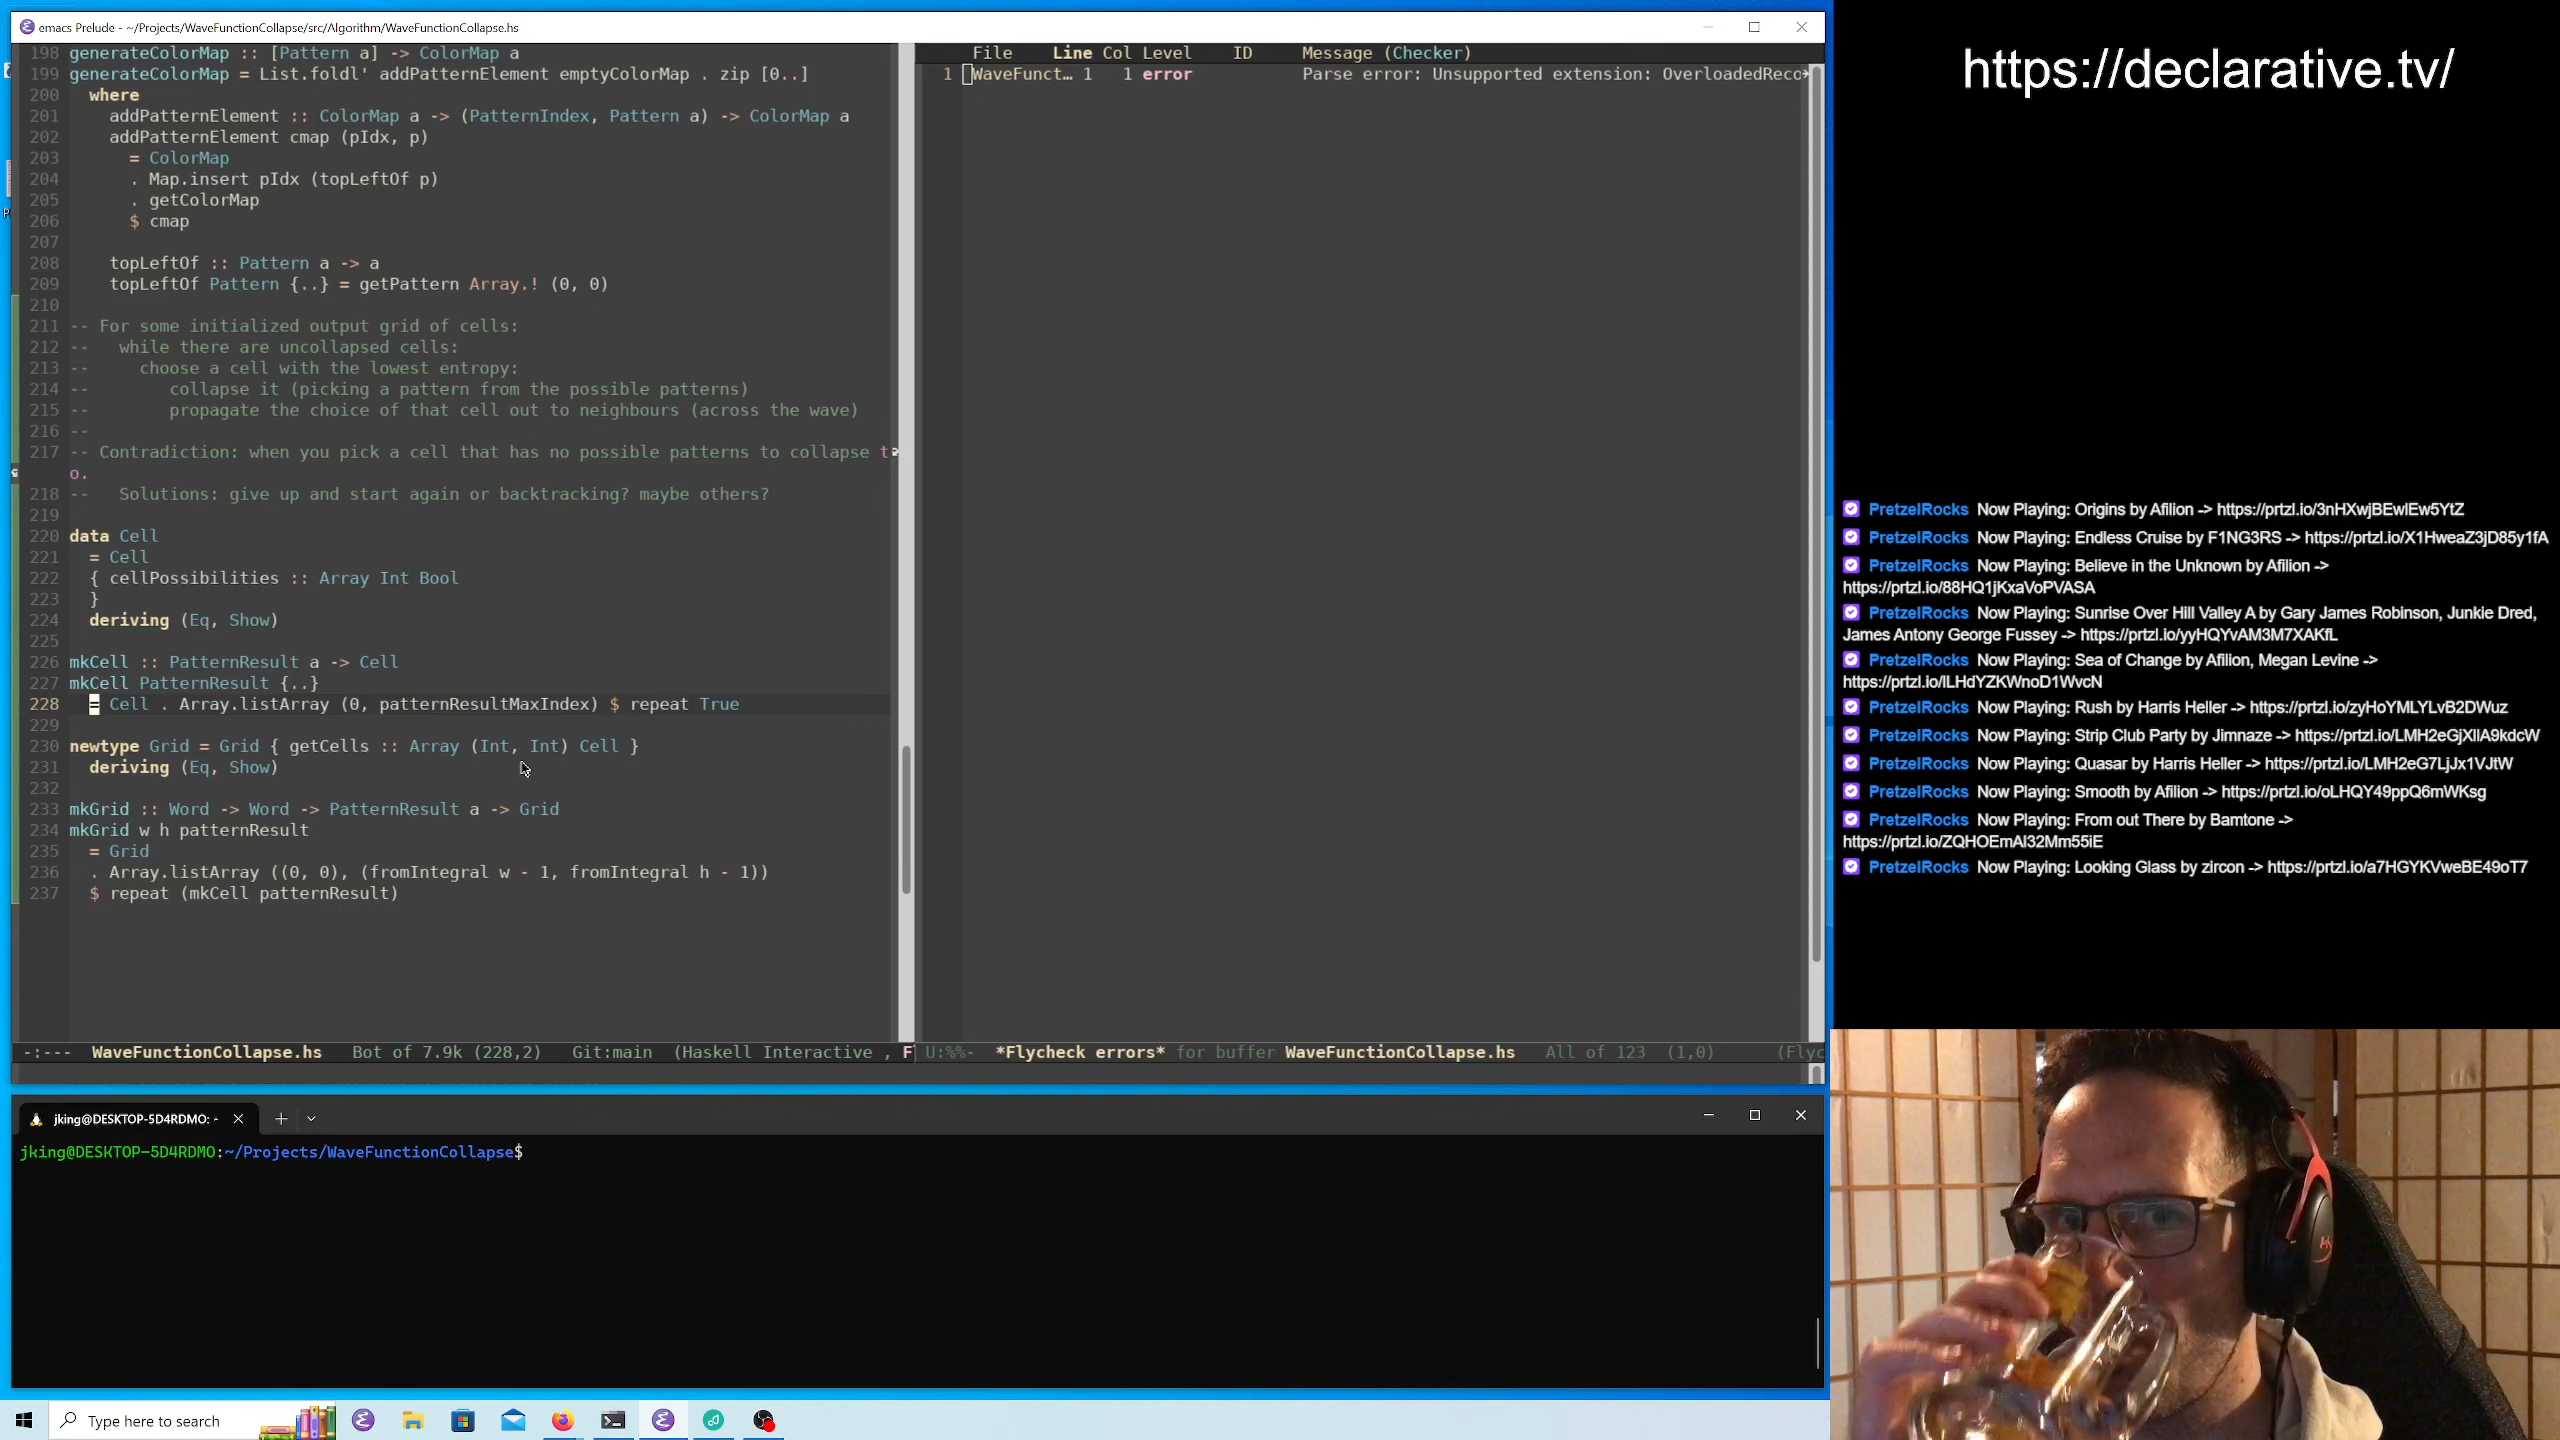 emacs Prelude - ~/Projects/WaveFunctionCollapse/src/Algorithm/WaveFunctionCollapse.hs
198 generateColorMap :: [Pattern a] -> ColorMap a
199 generateColorMap = List.foldl' addPatternElement emptyColorMap . zip [0..]
200   where
201     addPatternElement :: ColorMap a -> (PatternIndex, Pattern a) -> ColorMap a
202     addPatternElement cmap (pIdx, p)
203       = ColorMap
204       . Map.insert pIdx (topLeftOf p)
205       . getColorMap
206       $ cmap
207
208     topLeftOf :: Pattern a -> a
209     topLeftOf Pattern {..} = getPattern Array.! (0, 0)
210
211 -- For some initialized output grid of cells:
212 --   while there are uncollapsed cells:
213 --     choose a cell with the lowest entropy:
214 --        collapse it (picking a pattern from the possible patterns)
215 --        propagate the choice of that cell out to neighbours (across the wave)
216 --
217 -- Contradiction: when you pick a cell that has no possible patterns to collapse t
o.
218 --   Solutions: give up and start again or backtracking? maybe others?
219
220 data Cell
221   = Cell
222   { cellPossibilities :: Array Int Bool
223   }
224   deriving (Eq, Show)
225
226 mkCell :: PatternResult a -> Cell
227 mkCell PatternResult {..}
228   = Cell . Array.listArray (0, patternResultMaxIndex) $ repeat True
229
230 newtype Grid = Grid { getCells :: Array (Int, Int) Cell }
231   deriving (Eq, Show)
232
233 mkGrid :: Word -> Word -> PatternResult a -> Grid
234 mkGrid w h patternResult
235   = Grid
236   . Array.listArray ((0, 0), (fromIntegral w - 1, fromIntegral h - 1))
237   $ repeat (mkCell patternResult)
-:---  WaveFunctionCollapse.hs   Bot of 7.9k (228,2)   Git:main  (Haskell Interactive , F
File Line Col Level ID Message (Checker)
1 WaveFunct… 1 1 error Parse error: Unsupported extension: OverloadedReco
U:%%-  *Flycheck errors* for buffer WaveFunctionCollapse.hs   All of 123  (1,0)   (Flyc
jking@DESKTOP-5D4RDMO: ~
jking@DESKTOP-5D4RDMO:~/Projects/WaveFunctionCollapse$
Type here to search
https://declarative.tv/
PretzelRocks Now Playing: Origins by Afilion -> https://prtzl.io/3nHXwjBEwlEw5YtZ
PretzelRocks Now Playing: Endless Cruise by F1NG3RS -> https://prtzl.io/X1HweaZ3jD85y1fA
PretzelRocks Now Playing: Believe in the Unknown by Afilion ->
https://prtzl.io/88HQ1jKxaVoPVASA
PretzelRocks Now Playing: Sunrise Over Hill Valley A by Gary James Robinson, Junkie Dred,
James Antony George Fussey -> https://prtzl.io/yyHQYvAM3M7XAKfL
PretzelRocks Now Playing: Sea of Change by Afilion, Megan Levine ->
https://prtzl.io/lLHdYZKWnoD1WvcN
PretzelRocks Now Playing: Rush by Harris Heller -> https://prtzl.io/zyHoYMLYLvB2DWuz
PretzelRocks Now Playing: Strip Club Party by Jimnaze -> https://prtzl.io/LMH2eGjXllA9kdcW
PretzelRocks Now Playing: Quasar by Harris Heller -> https://prtzl.io/LMH2eG7LjJx1VJtW
PretzelRocks Now Playing: Smooth by Afilion -> https://prtzl.io/oLHQY49ppQ6mWKsg
PretzelRocks Now Playing: From out There by Bamtone ->
https://prtzl.io/ZQHOEmAl32Mm55iE
PretzelRocks Now Playing: Looking Glass by zircon -> https://prtzl.io/a7HGYKVweBE49oT7